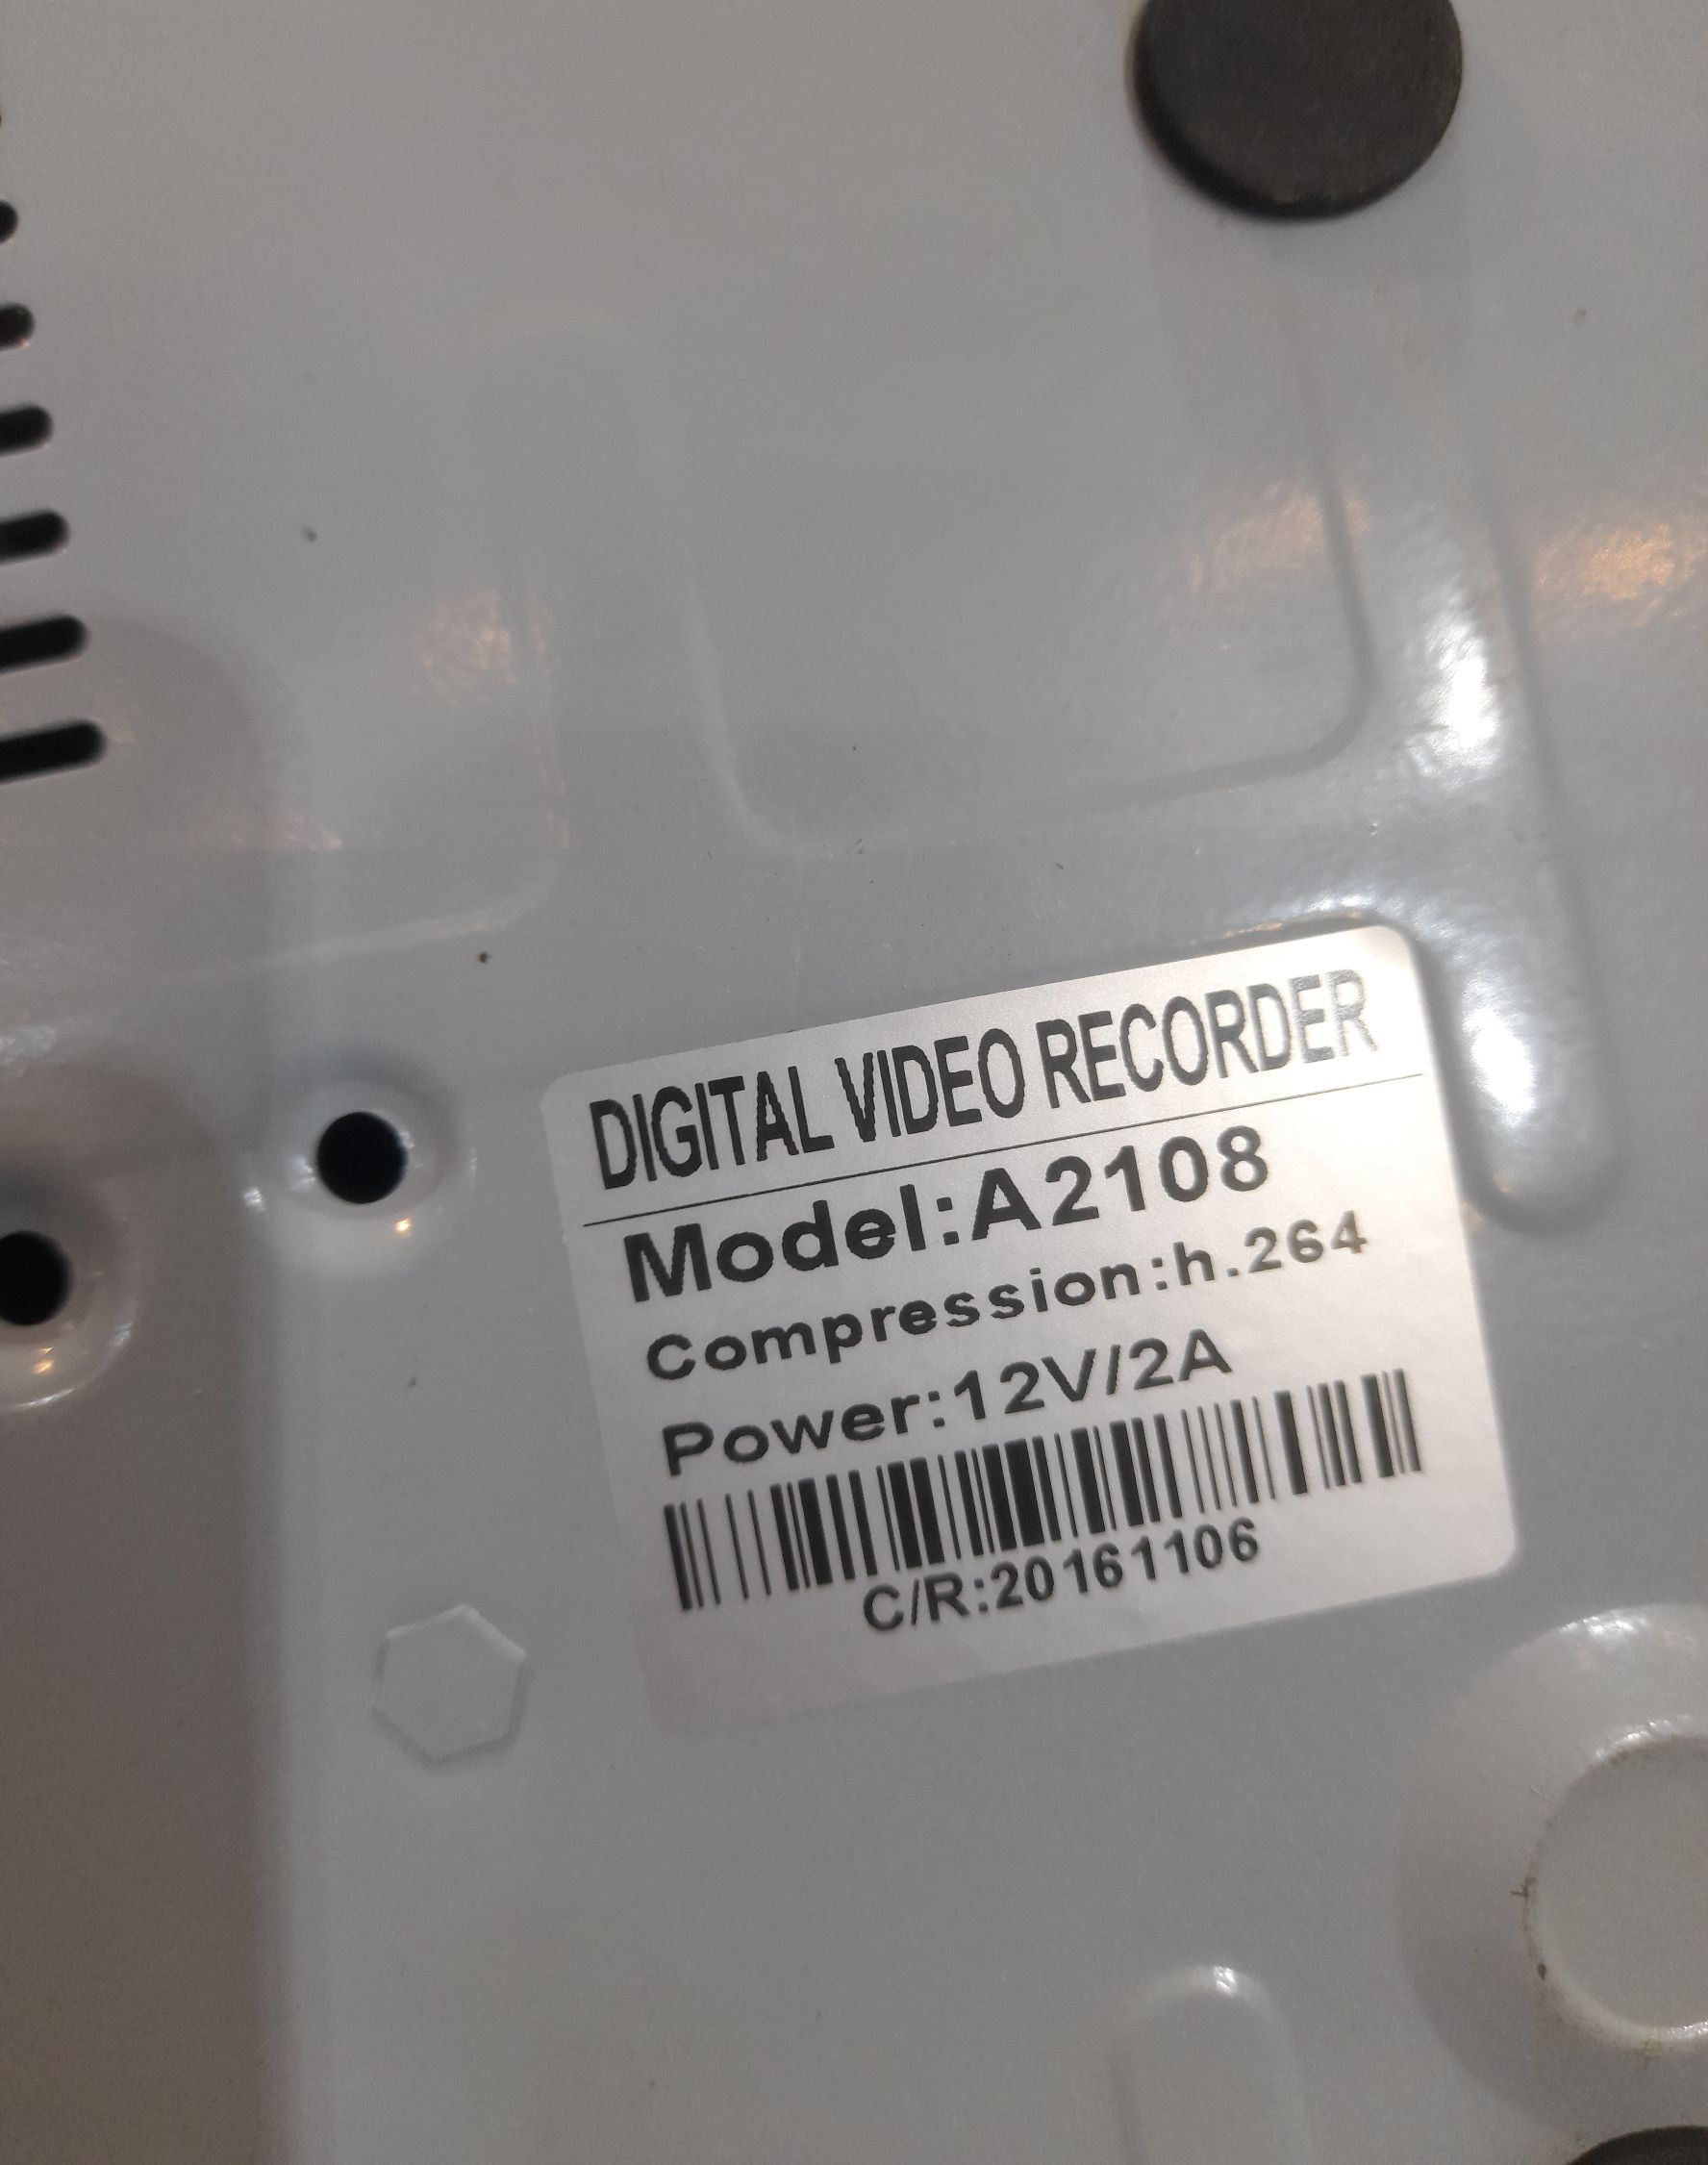 DIGITAL VIDEO RECORDER
Model:A2108
Compression:h.264
Power:12V/2A
C/R:20161106